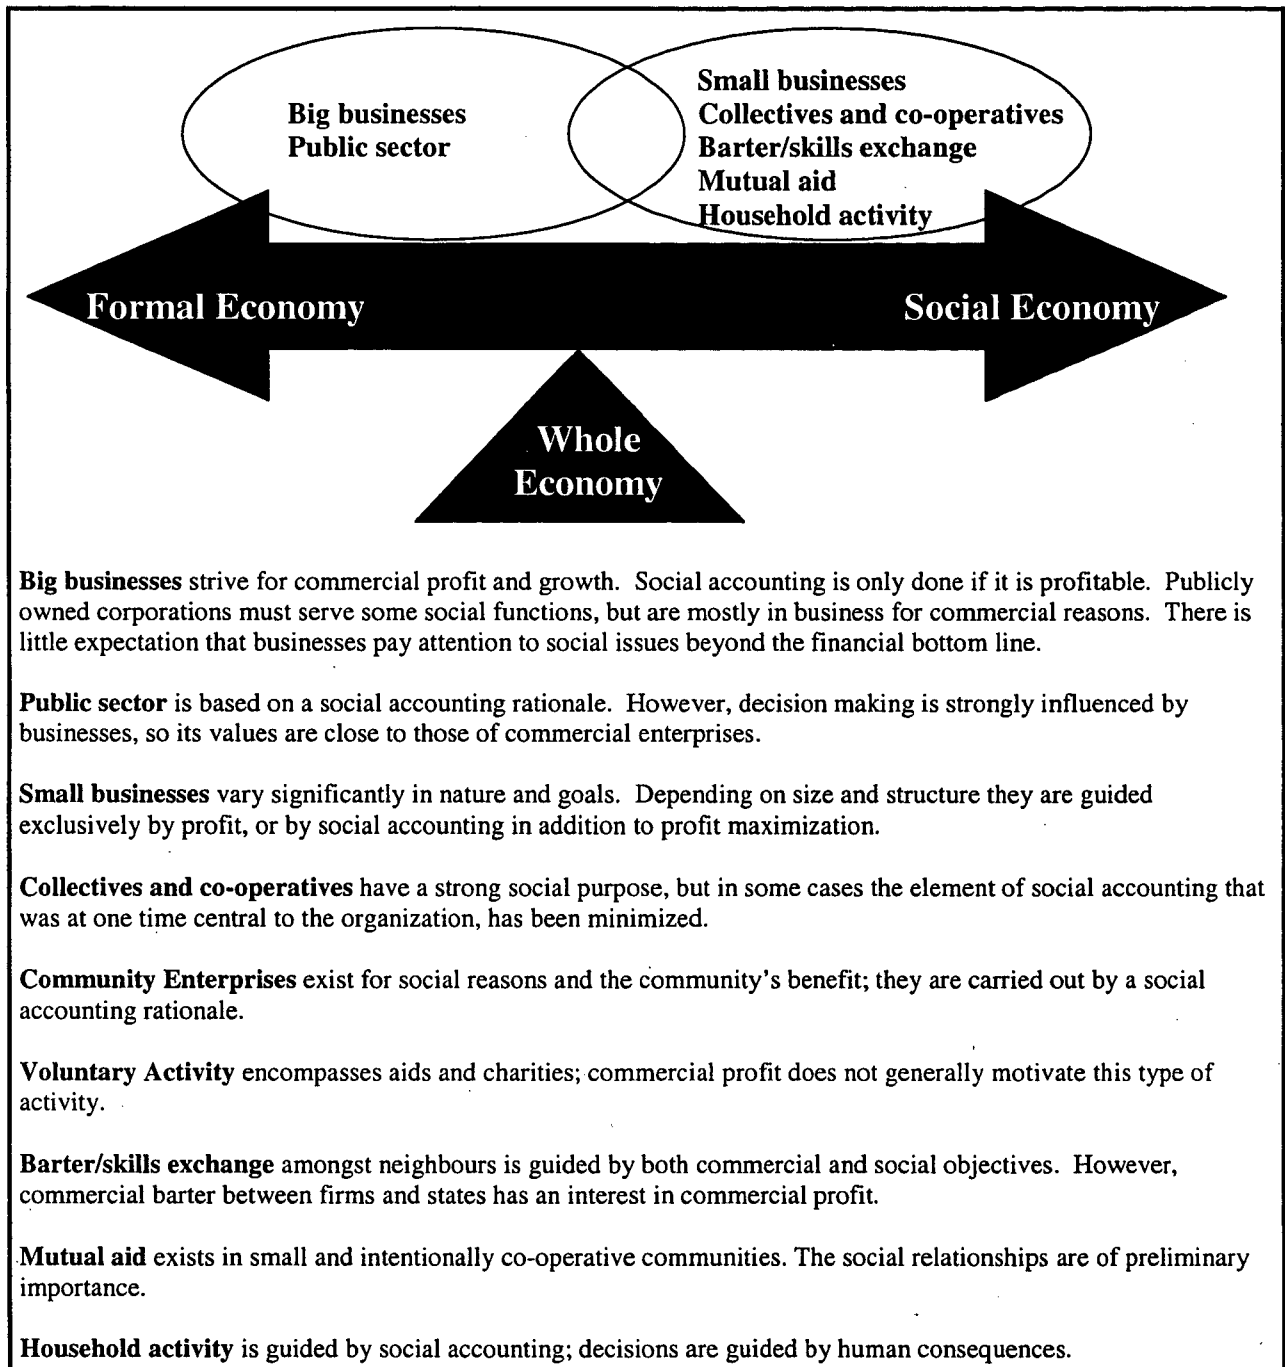 Big businesses
Public sector
Small businesses
Collectives and co-operatives
Barter/skills exchange
Mutual aid
Household activity
Formal Economy
Social Economy
Whole
Economy
Big businesses strive for commercial profit and growth. Social accounting is only done if it is profitable. Publicly
owned corporations must serve some social functions, but are mostly in business for commercial reasons. There is
little expectation that businesses pay attention to social issues beyond the financial bottom line.
Public sector is based on a social accounting rationale. However, decision making is strongly influenced by
businesses, so its values are close to those of commercial enterprises.
Small businesses vary significantly in nature and goals. Depending on size and structure they are guided
exclusively by profit, or by social accounting in addition to profit maximization.
Collectives and co-operatives have a strong social purpose, but in some cases the element of social accounting that
was at one time central to the organization, has been minimized.
Community Enterprises exist for social reasons and the community's benefit; they are carried out by a social
accounting rationale.
Voluntary Activity encompasses aids and charities; commercial profit does not generally motivate this type of
activity.
Barter/skills exchange amongst neighbours is guided by both commercial and social objectives. However,
commercial barter between firms and states has an interest in commercial profit.
Mutual aid exists in small and intentionally co-operative communities. The social relationships are of preliminary
importance.
Household activity is guided by social accounting; decisions are guided by human consequences.